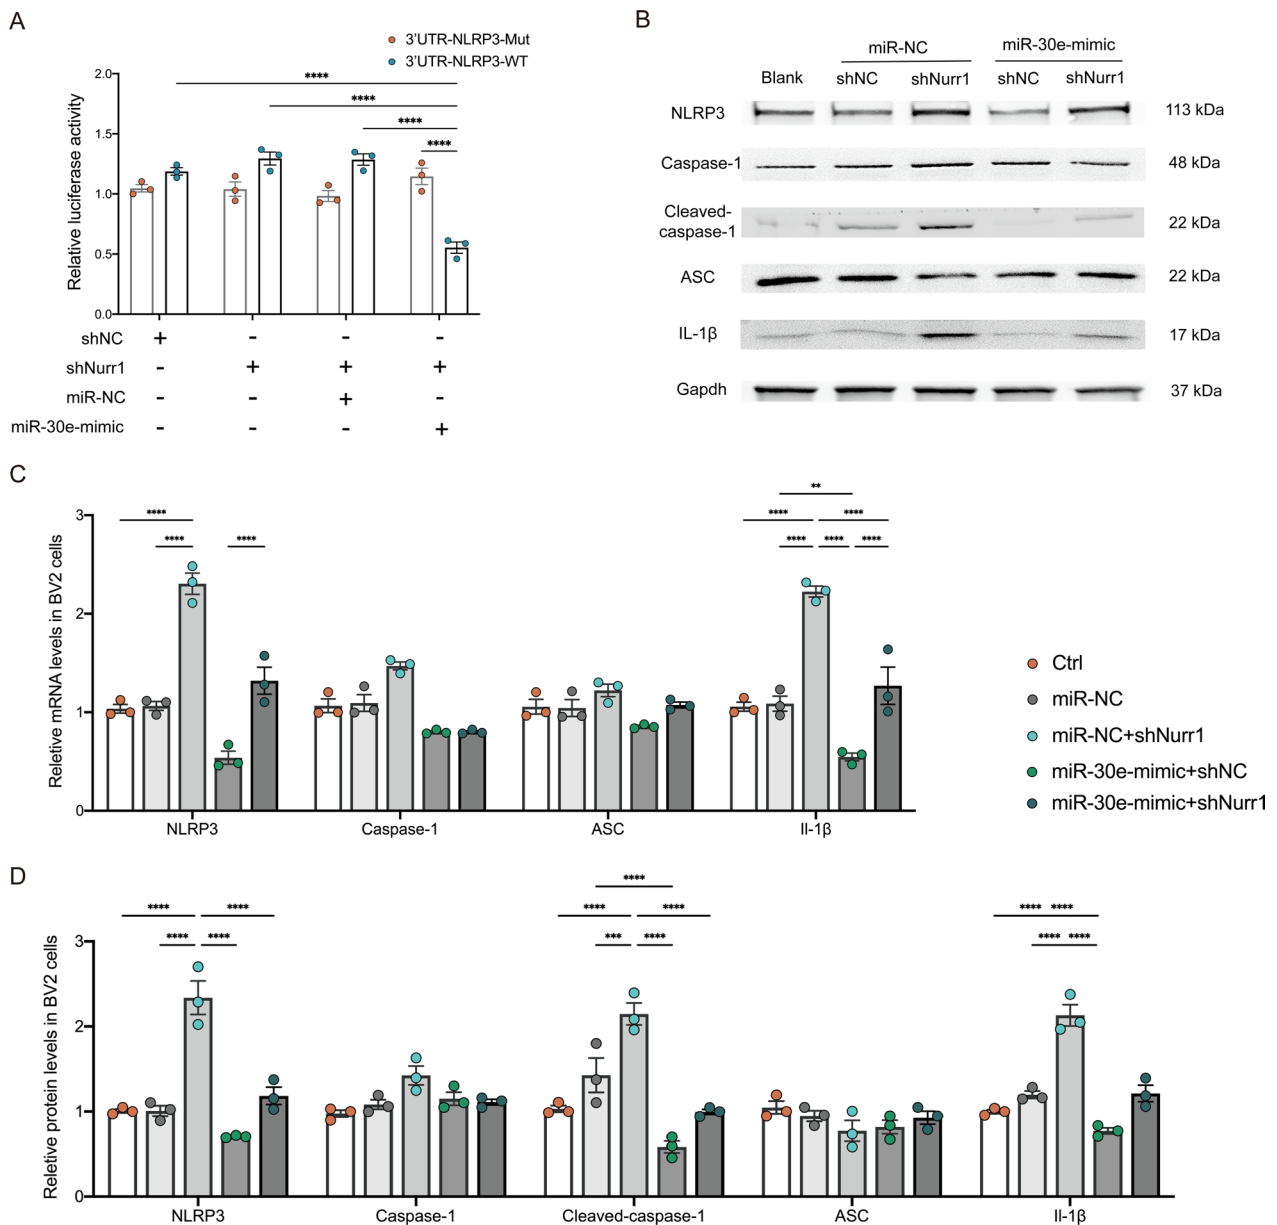 A
3'UTR-NLRP3-Mut
3'UTR-NLRP3-WT
Relative luciferase activity
2.0
1.5
1.0
0.5
0.0
****
****
****
****
shNC + - - -
shNurr1 - + + +
miR-NC - - + -
miR-30e-mimic - - - +
B
miR-NC miR-30e-mimic
Blank shNC shNurr1 shNC shNurr1
NLRP3 113 kDa
Caspase-1 48 kDa
Cleaved-
caspase-1 22 kDa
ASC 22 kDa
IL-1β 17 kDa
Gapdh 37 kDa
C
Reletive mRNA levels in BV2 cells
3
2
1
0
**
**** **** ****
**** **** **** **** ****
NLRP3 Caspase-1 ASC Il-1β
Ctrl
miR-NC
miR-NC+shNurr1
miR-30e-mimic+shNC
miR-30e-mimic+shNurr1
D
Reletive protein levels in BV2 cells
3
2
1
0
****
**** **** **** **** **** ****
**** **** *** **** **** ****
NLRP3 Caspase-1 Cleaved-caspase-1 ASC Il-1β